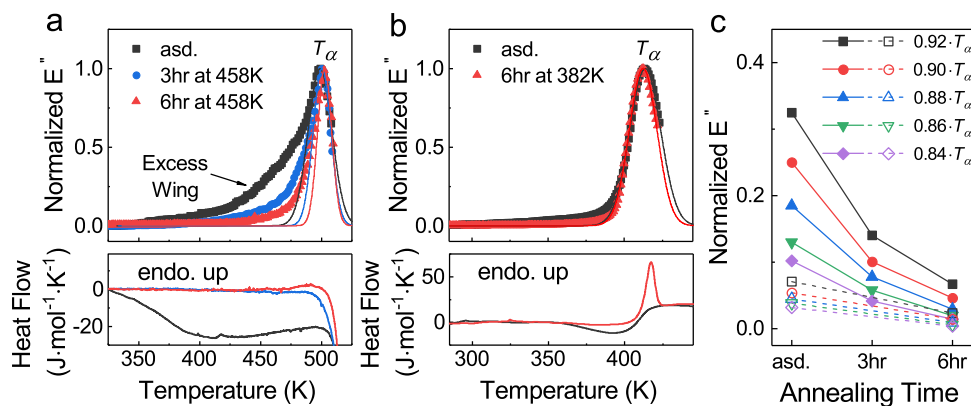 a
asd.
3hr at 458K
6hr at 458K
Tα
Excess
Wing
Normalized E"
1.0
0.5
0.0
endo. up
Heat Flow
(J·mol⁻¹·K⁻¹)
0
-20
350 400 450 500
Temperature (K)
b
asd.
6hr at 382K
Tα
Normalized E"
1.0
0.5
0.0
endo. up
Heat Flow
(J·mol⁻¹·K⁻¹)
50
0
300 350 400
Temperature (K)
c
0.92·Tα
0.90·Tα
0.88·Tα
0.86·Tα
0.84·Tα
Normalized E"
0.4
0.2
0.0
asd. 3hr 6hr
Annealing Time